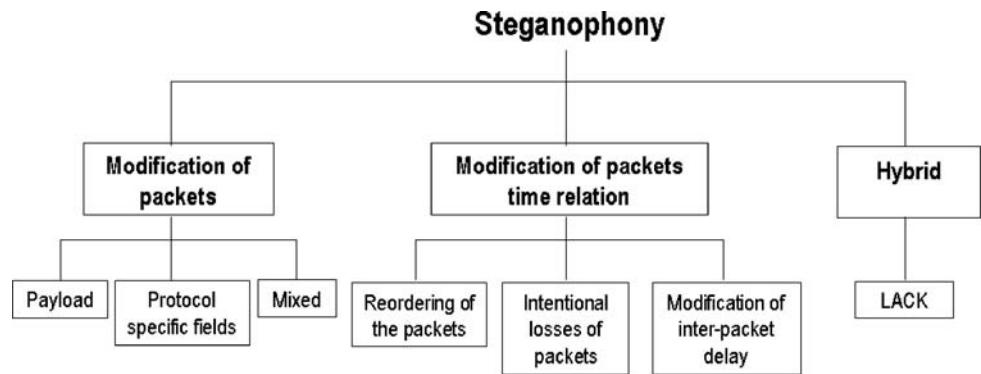 Steganophony
Modification of
packets
Modification of packets
time relation
Hybrid
Payload
Protocol
specific fields
Mixed
Reordering of
the packets
Intentional
losses of
packets
Modification of
inter-packet
delay
LACK